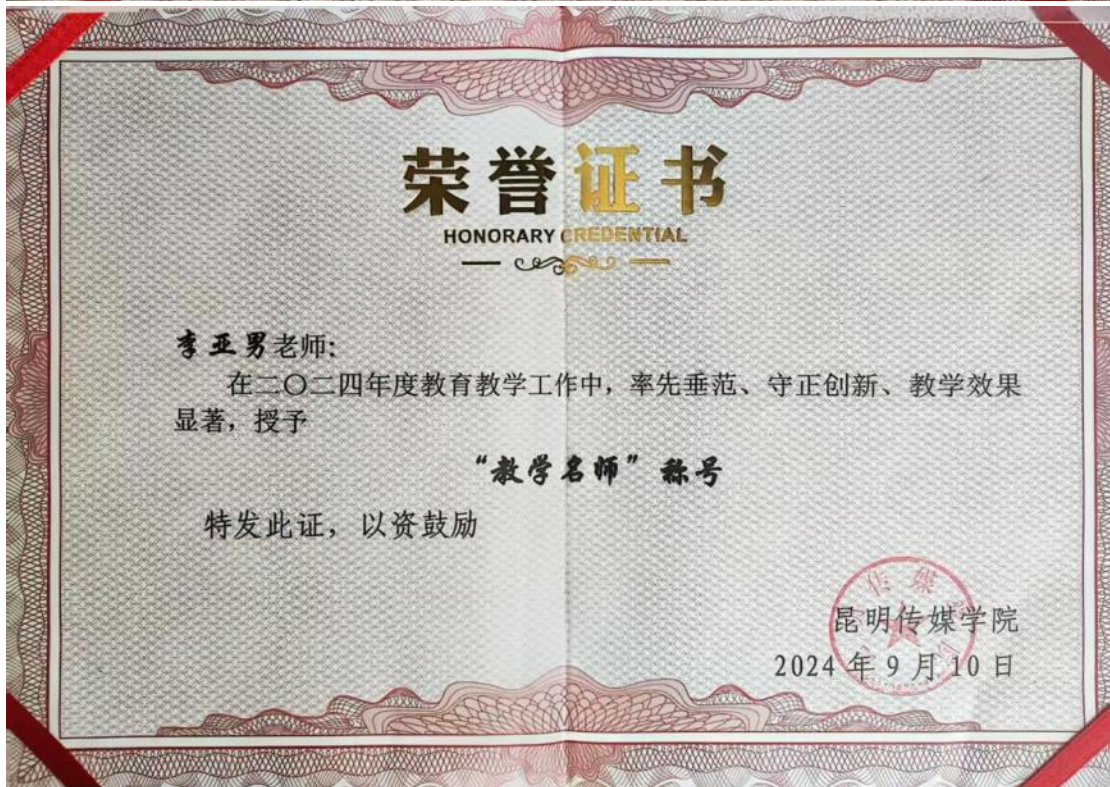 荣誉证书
HONORARY CREDENTIAL
李亚男老师:
在二〇二四年度教育教学工作中，率先垂范、守正创新、教学效果
显著，授予
“教学名师”称号
特发此证，以资鼓励
昆明传媒学院
2024年9月10日